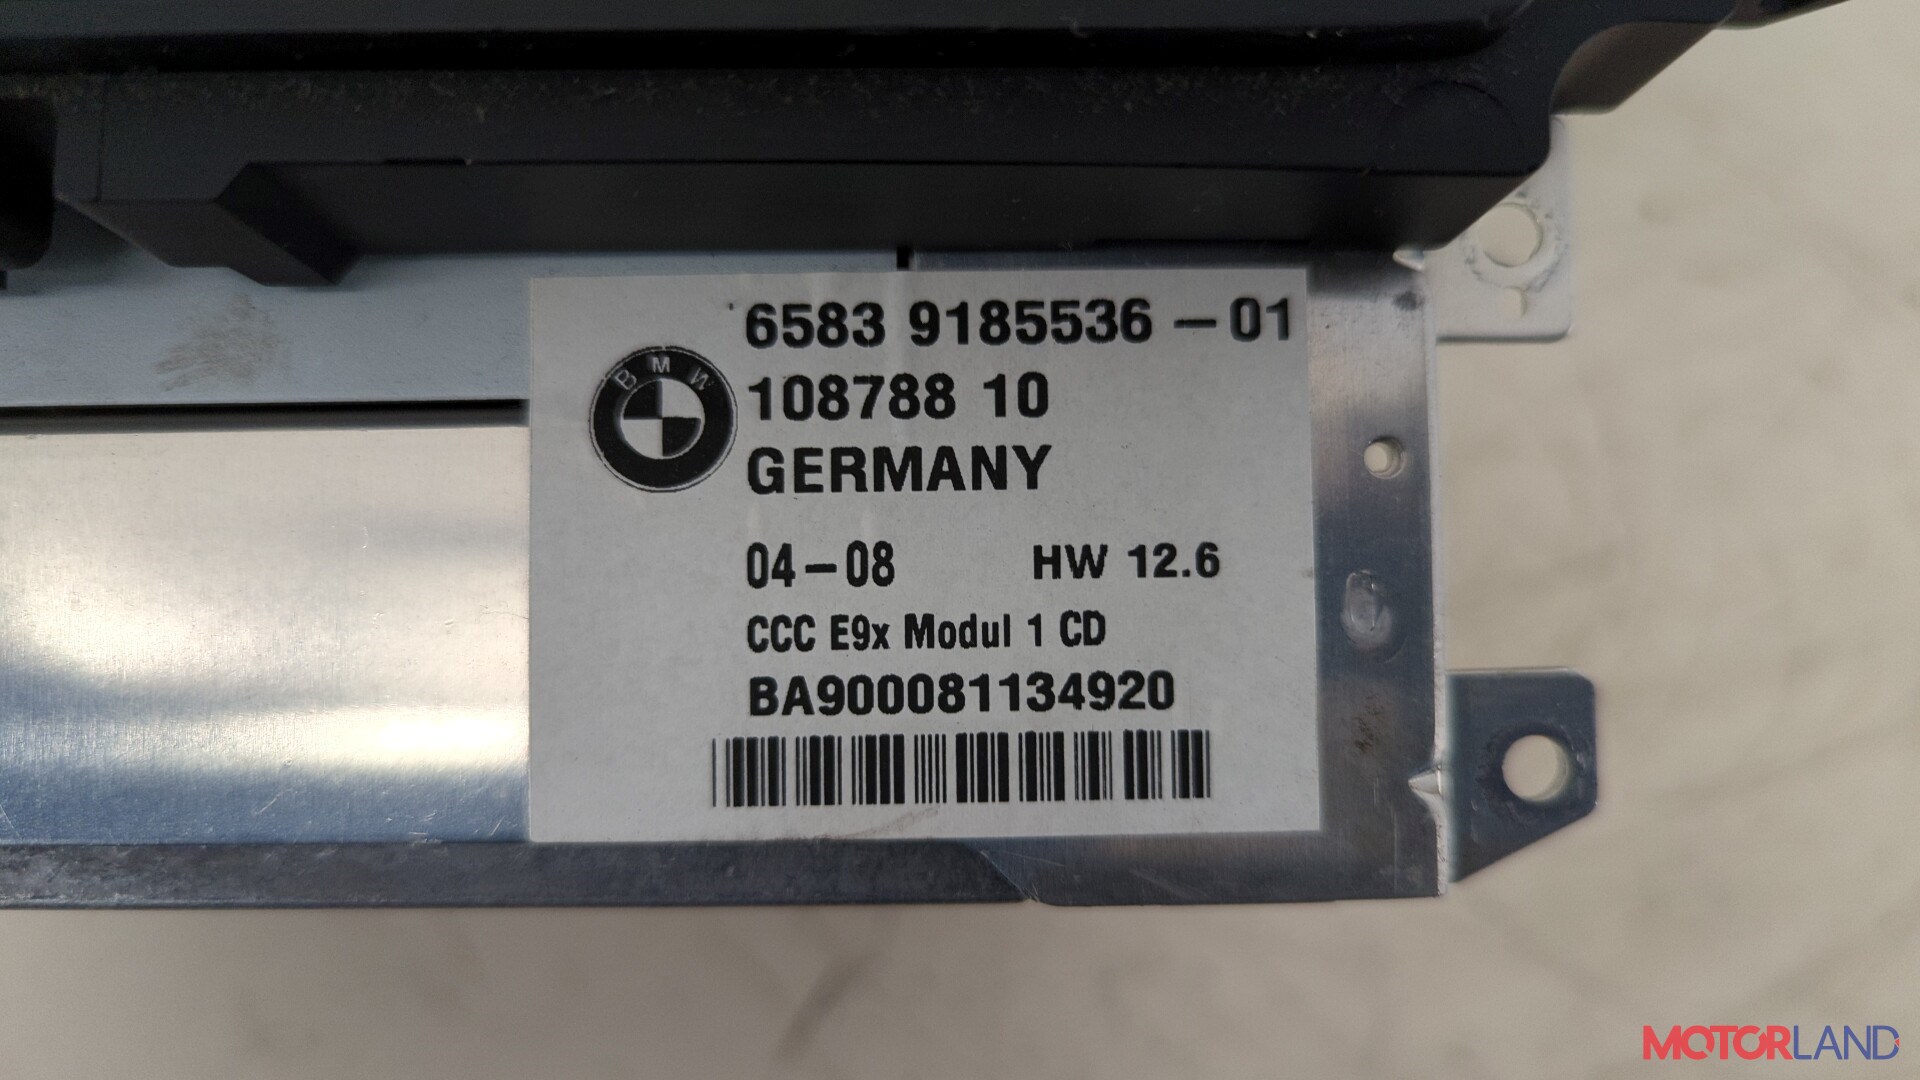 6583 9185536 – 01
BMW
108788 10
GERMANY
04 – 08 HW 12.6
CCC E9x Modul 1 CD
BA900081134920
MOTORLAND